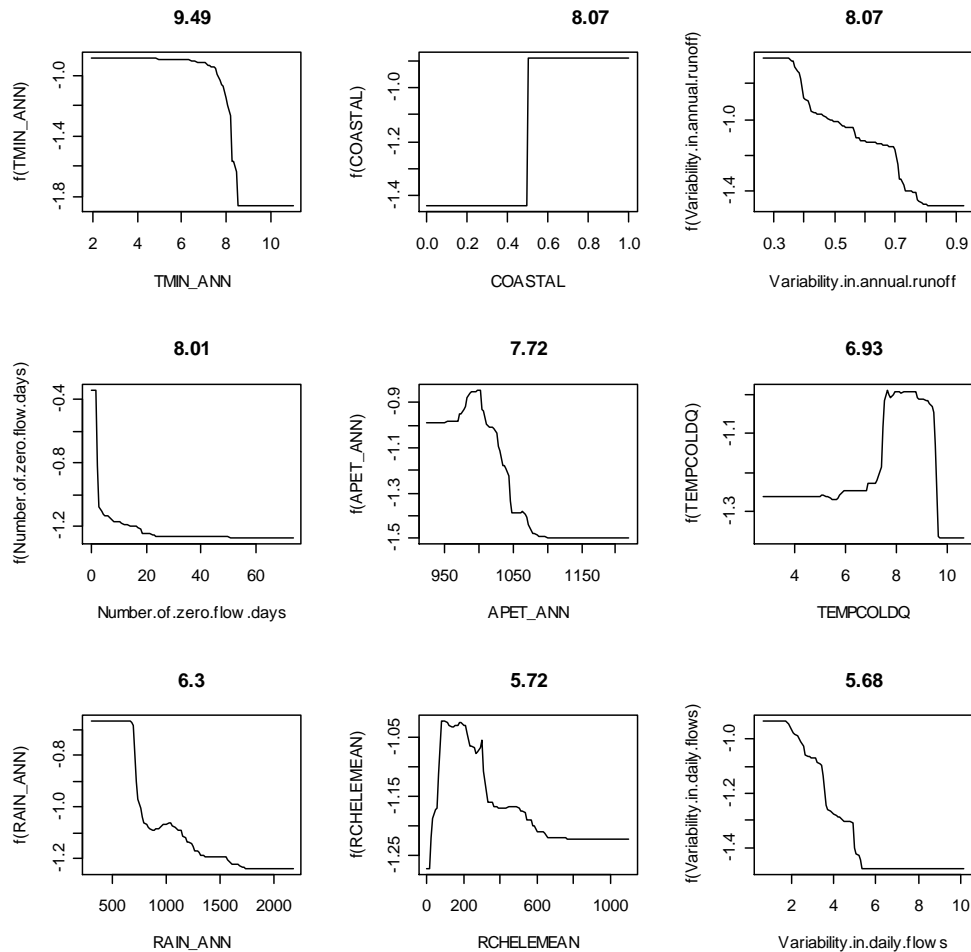 9.49
f(TMIN_ANN)
-1.0
-1.4
-1.8
2 4 6 8 10
TMIN_ANN
8.07
f(COASTAL)
-0.9
-1.0
-1.2
-1.4
0.0 0.2 0.4 0.6 0.8 1.0
COASTAL
8.07
f(Variability.in.annual.runoff)
-1.0
-1.4
0.3 0.5 0.7 0.9
Variability.in.annual.runoff
8.01
f(Number.of.zero.flow.days)
-0.4
-0.8
-1.2
0 20 40 60
Number.of.zero.flow.days
7.72
f(APET_ANN)
-0.9
-1.1
-1.3
-1.5
950 1050 1150
APET_ANN
6.93
f(TEMPCOLDQ)
-1.1
-1.3
4 6 8 10
TEMPCOLDQ
6.3
f(RAIN_ANN)
-0.8
-1.0
-1.2
500 1000 1500 2000
RAIN_ANN
5.72
f(RCHELEMEAN)
-1.05
-1.15
-1.25
0 200 600 1000
RCHELEMEAN
5.68
f(Variability.in.daily.flows)
-1.0
-1.2
-1.4
2 4 6 8 10
Variability.in.daily.flows